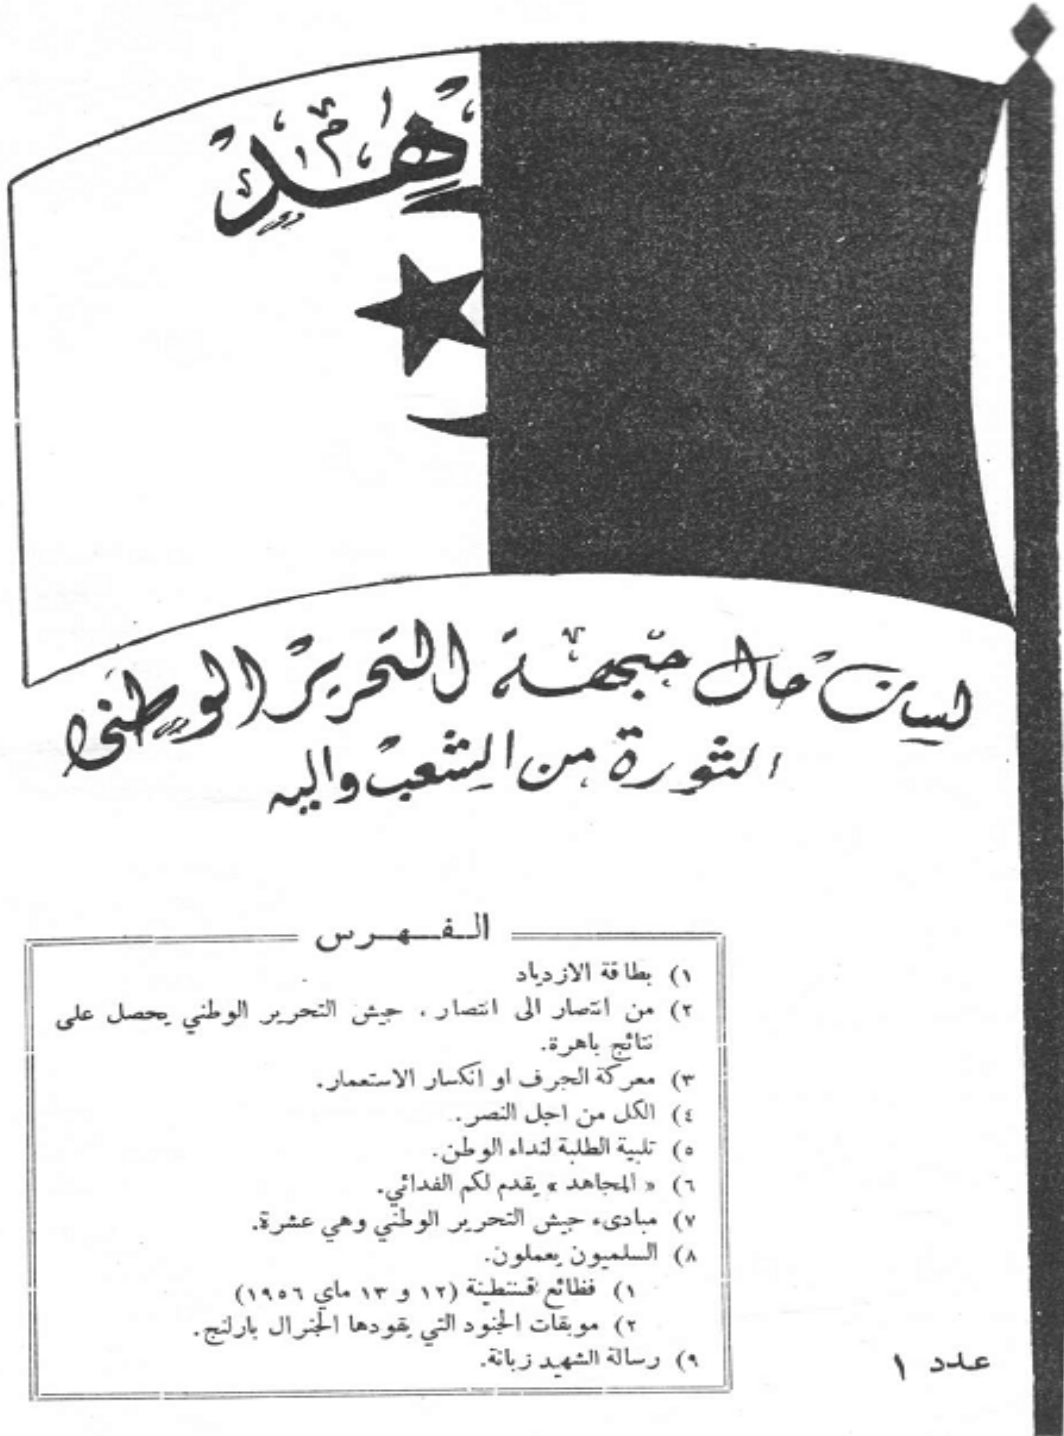 هد
لسان حال جبهة التحرير الوطني
الثورة من الشعب واليه
الفهرس
١) بطاقة الازدياد
٢) من انتصار الى انتصار ، جيش التحرير الوطني يحصل على
نتائج باهرة.
٣) معركة الجرف او انكسار الاستعمار.
٤) الكل من اجل النصر.
٥) تلبية الطلبة لنداء الوطن.
٦) « المجاهد » يقدم لكم الفدائي.
٧) مبادىء جيش التحرير الوطني وهي عشرة.
٨) السلميون يعملون.
١) فظائع قسنطينة (١٢ و ١٣ ماي ١٩٥٦)
٢) موبقات الجنود التي يقودها الجنرال بارلنج.
٩) رسالة الشهيد زبانة.
عدد ١